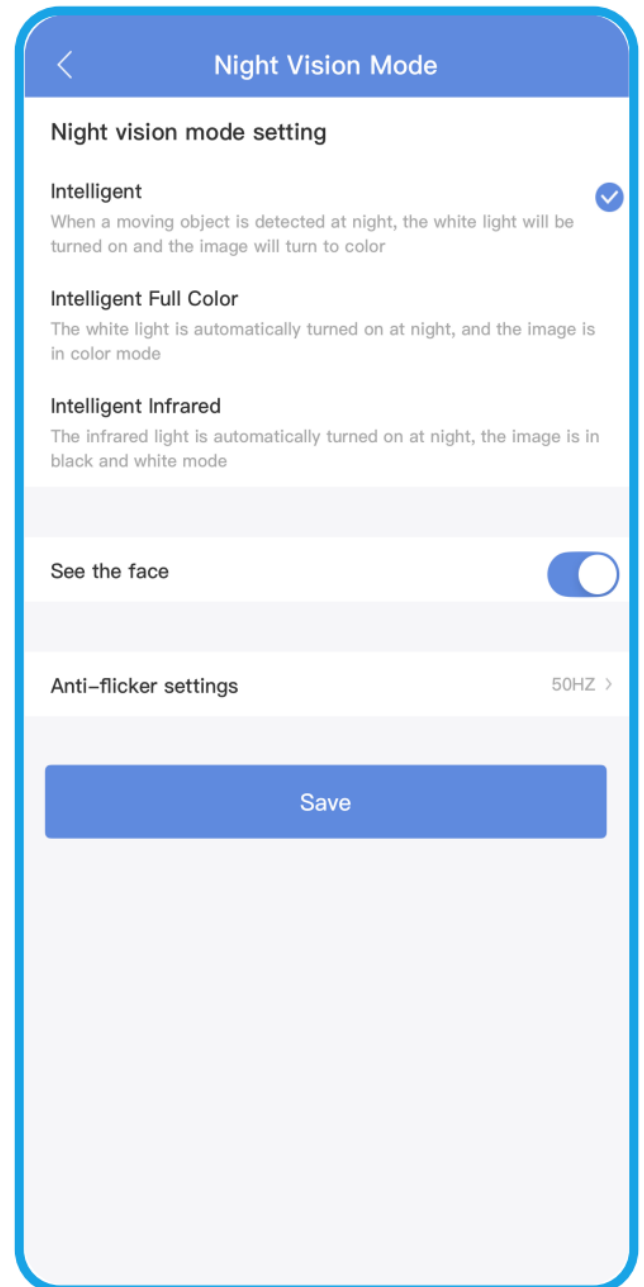 Night Vision Mode
Night vision mode setting
Intelligent
When a moving object is detected at night, the white light will be
turned on and the image will turn to color
Intelligent Full Color
The white light is automatically turned on at night, and the image is
in color mode
Intelligent Infrared
The infrared light is automatically turned on at night, the image is in
black and white mode
See the face
Anti-flicker settings 50HZ
Save